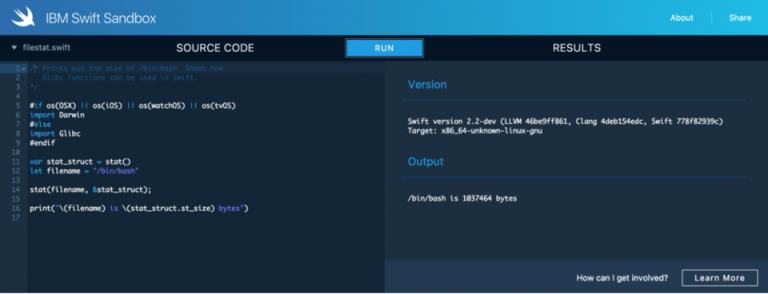 IBM Swift Sandbox
About
Share
filestat.swift
SOURCE CODE
RUN
RESULTS
1 /* Prints out the size of /bin/bash. Shows how
2 Glibc functions can be used in Swift.
3 */
4
5 #if os(OSX) || os(iOS) || os(watchOS) || os(tvOS)
6 import Darwin
7 #else
8 import Glibc
9 #endif
10
11 var stat_struct = stat()
12 let filename = "/bin/bash"
13
14 stat(filename, &stat_struct);
15
16 print("\(filename) is \(stat_struct.st_size) bytes")
17
Version
Swift version 2.2-dev (LLVM 46be9ff861, Clang 4deb154edc, Swift 778f82939c)
Target: x86_64-unknown-linux-gnu
Output
/bin/bash is 1037464 bytes
How can I get involved?
Learn More